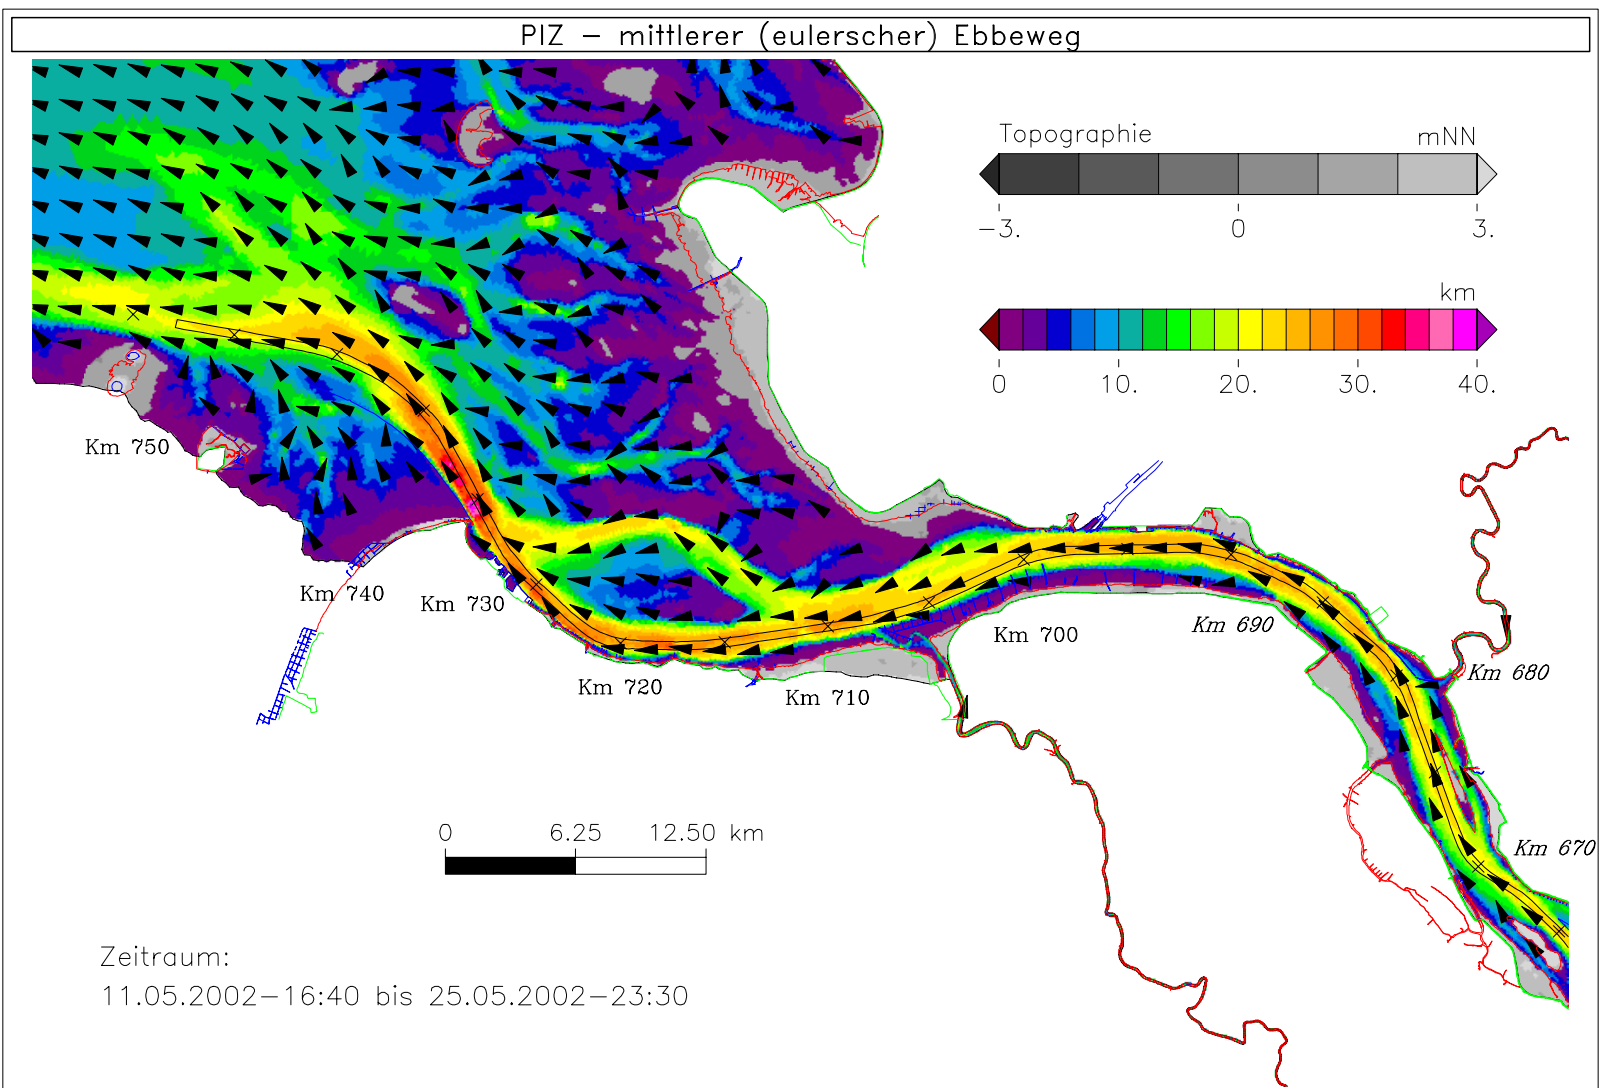 PIZ – mittlerer (eulerscher) Ebbeweg
Topographie mNN
-3. 0 3.
km
0 10. 20. 30. 40.
Km 750
Km 740
Km 730
Km 720
Km 710
Km 700
Km 690
Km 680
Km 670
0 6.25 12.50 km
Zeitraum:
11.05.2002-16:40 bis 25.05.2002-23:30